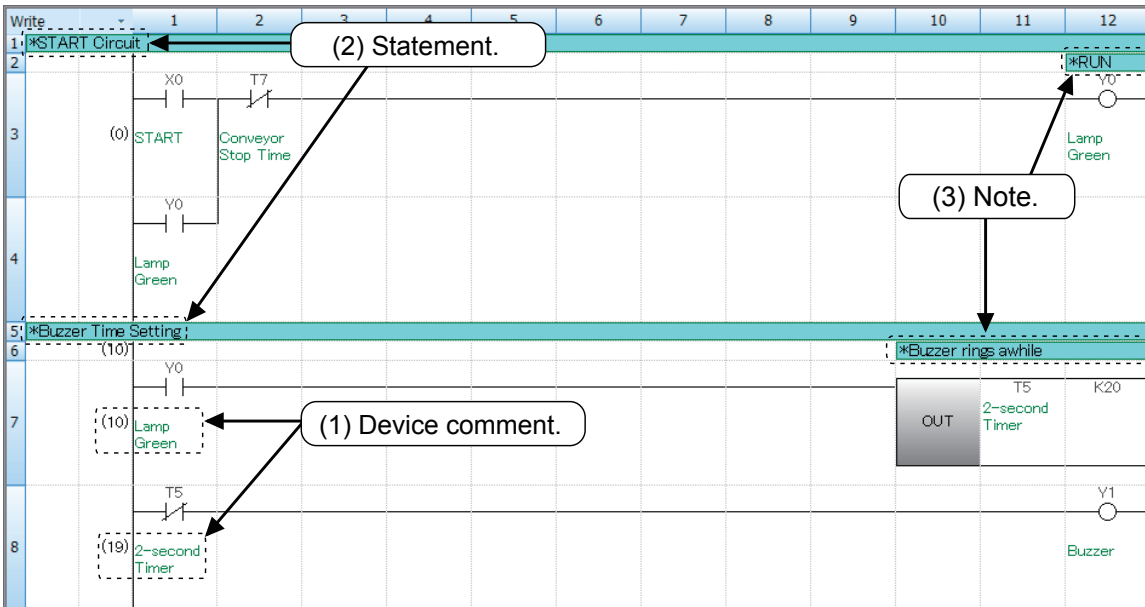 Write 1 2 3 4 5 6 7 8 9 10 11 12
1 *START Circuit
(2) Statement.
2 *RUN
X0 T7 Y0
3 (0) START Conveyor Stop Time Lamp Green
(3) Note.
Y0
4 Lamp Green
5 *Buzzer Time Setting
6 (10) *Buzzer rings awhile
Y0 T5 K20
7 (10) Lamp Green
(1) Device comment.
OUT 2-second Timer
T5 Y1
8 (19) 2-second Timer Buzzer